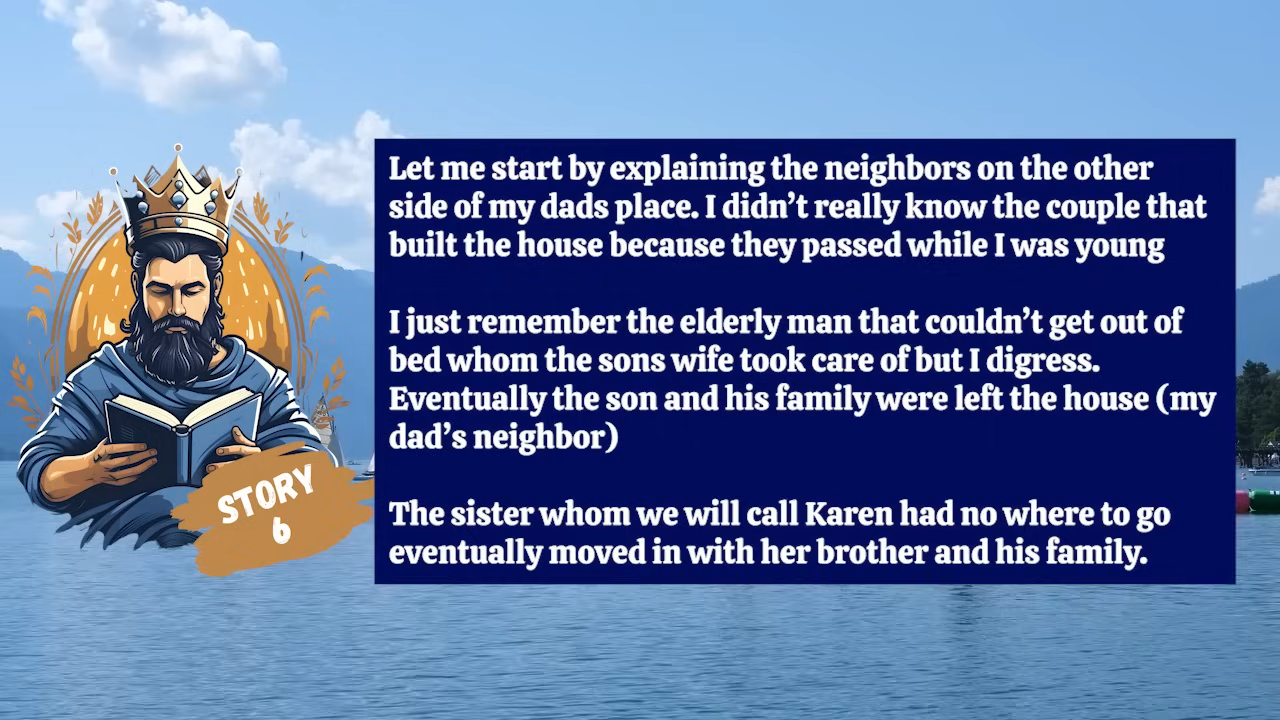 Let me start by explaining the neighbors on the other
side of my dads place. I didn’t really know the couple that
built the house because they passed while I was young
I just remember the elderly man that couldn’t get out of
bed whom the sons wife took care of but I digress.
Eventually the son and his family were left the house (my
dad’s neighbor)
The sister whom we will call Karen had no where to go
eventually moved in with her brother and his family.
STORY
6